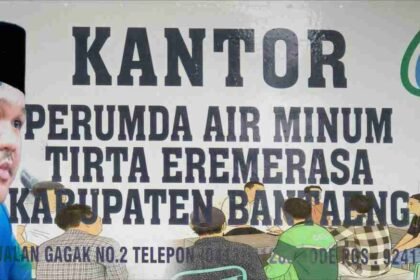 KANTOR
PERUMDA AIR MINUM
TIRTA EREMERASA
KABUPATEN BANTAENG
JALAN GAGAK NO.2 TELEPON